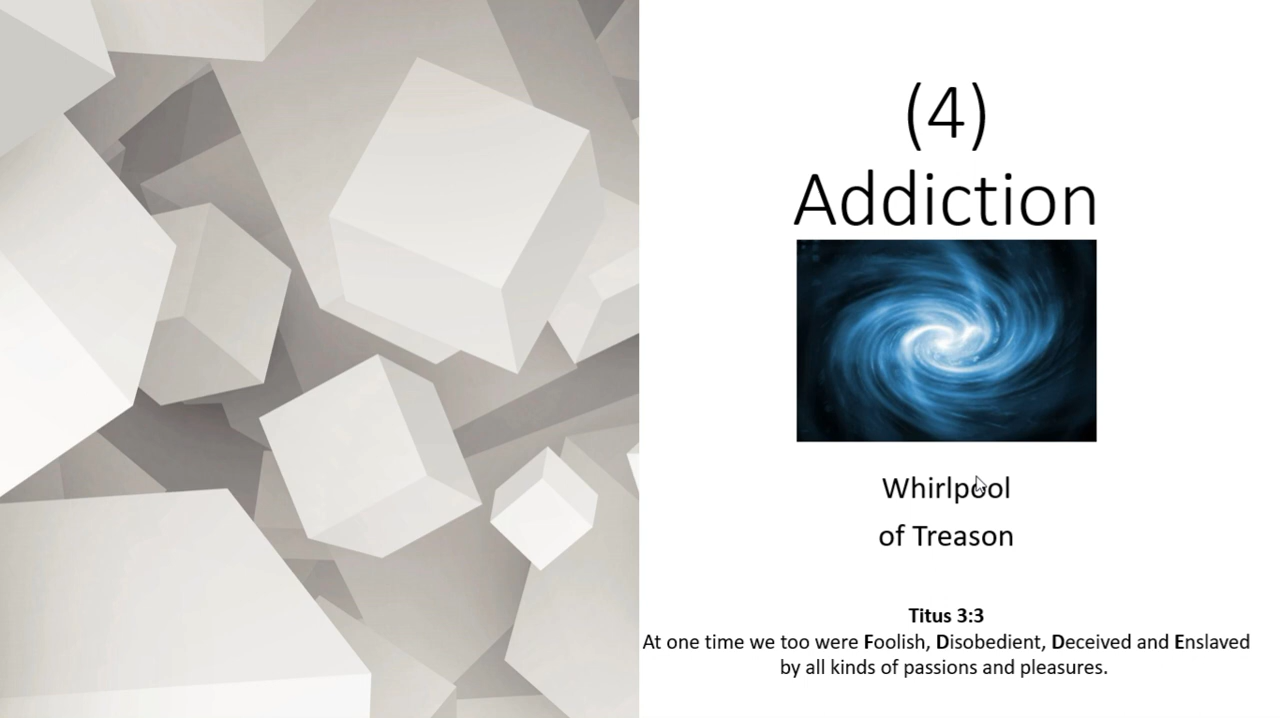 (4)
Addiction
Whirlpool
of Treason
Titus 3:3
At one time we too were Foolish, Disobedient, Deceived and Enslaved
by all kinds of passions and pleasures.